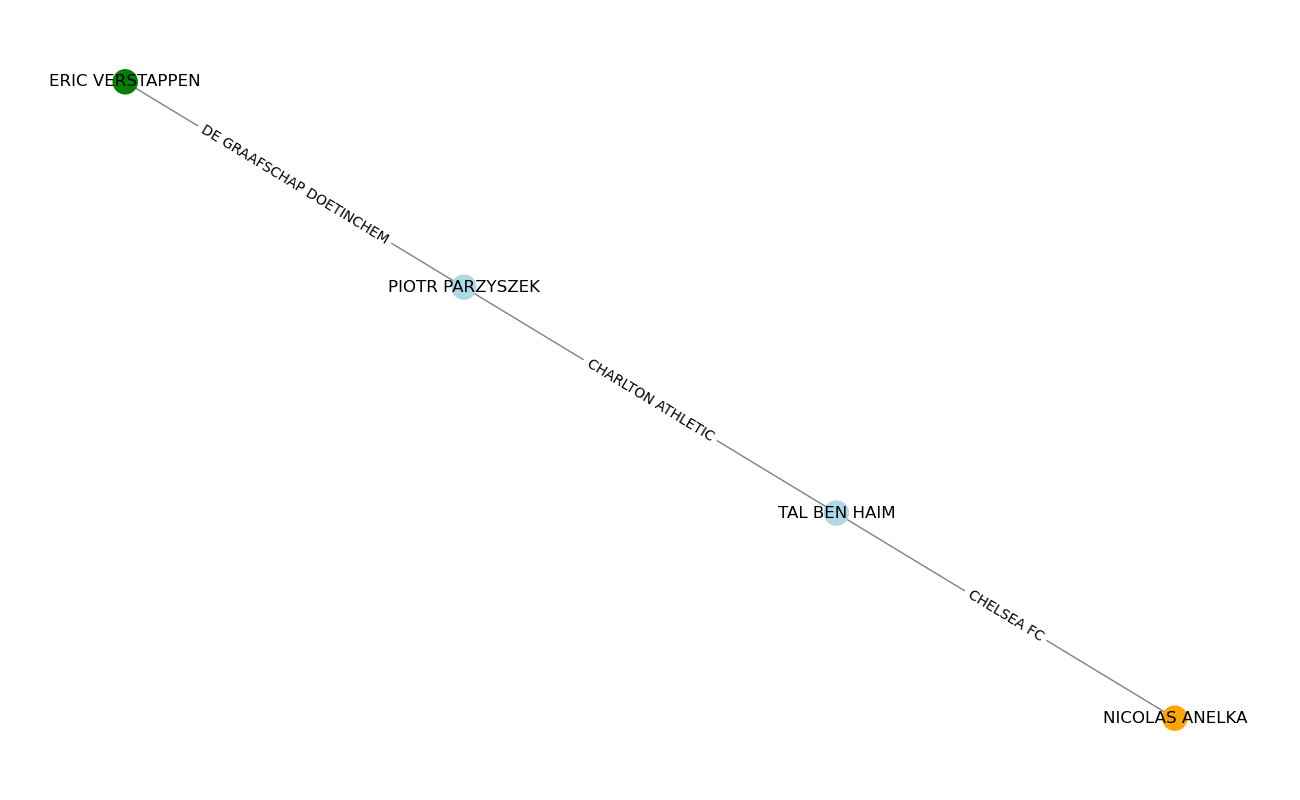 ERIC VERSTAPPEN
DE GRAAFSCHAP DOETINCHEM
PIOTR PARZYSZEK
CHARLTON ATHLETIC
TAL BEN HAIM
CHELSEA FC
NICOLAS ANELKA